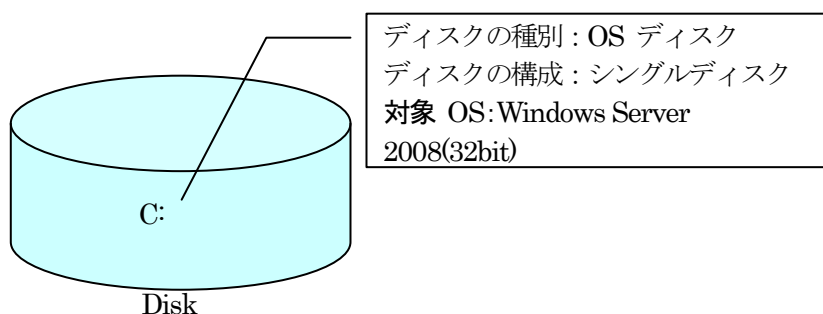 ディスクの種別：OS ディスク
ディスクの構成：シングルディスク
対象 OS:Windows Server
2008(32bit)
C:
Disk